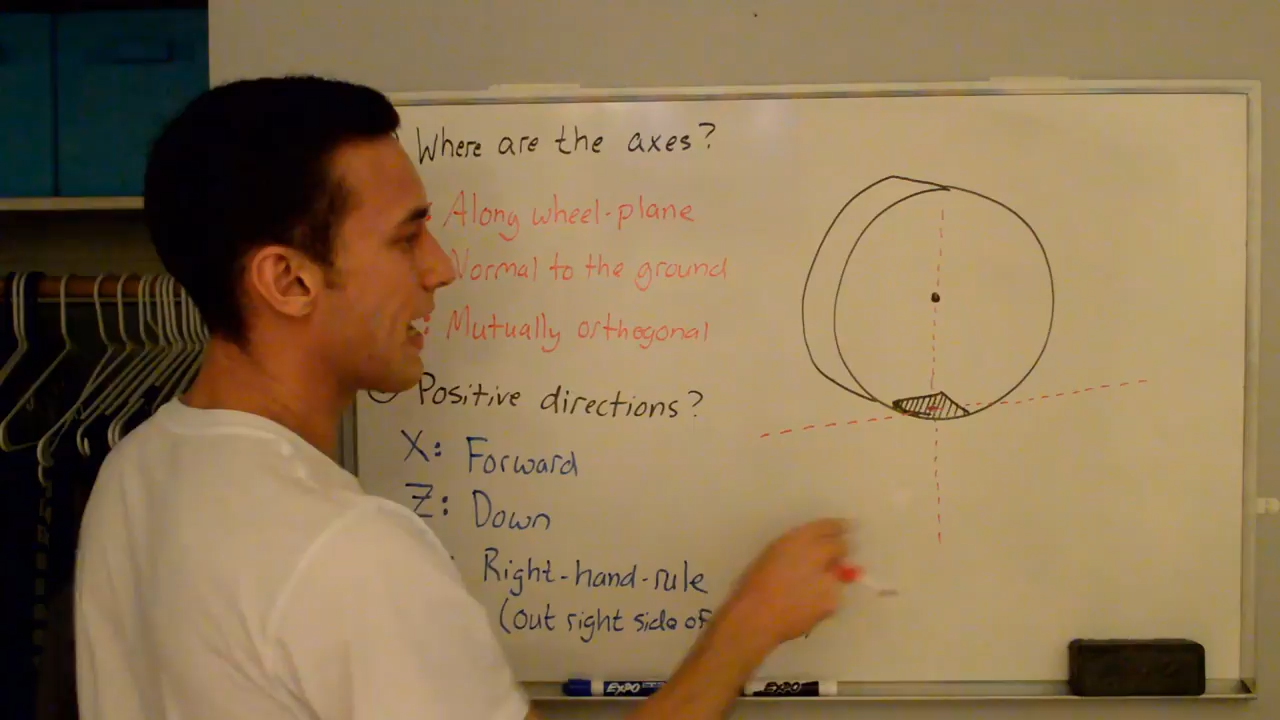 Where are the axes?
Along wheel-plane
Normal to the ground
Mutually orthogonal
Positive directions?
X: Forward
Z: Down
Right-hand-rule
(out right side of
EXPO
EXPO